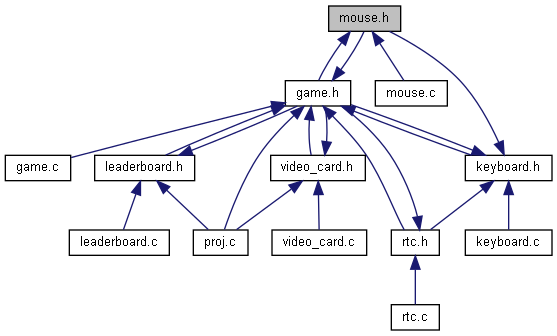 mouse.h
game.h
mouse.c
game.c
leaderboard.h
video_card.h
keyboard.h
leaderboard.c
proj.c
video_card.c
rtc.h
keyboard.c
rtc.c